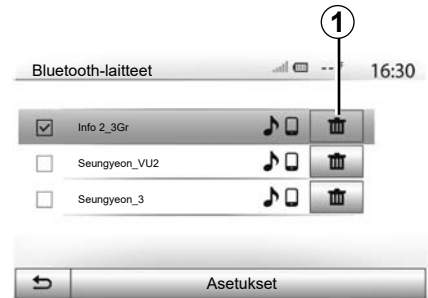 1
Bluetooth-laitteet -- ° 16:30
Info 2_3Gr
Seungyeon_VU2
Seungyeon_3
Asetukset